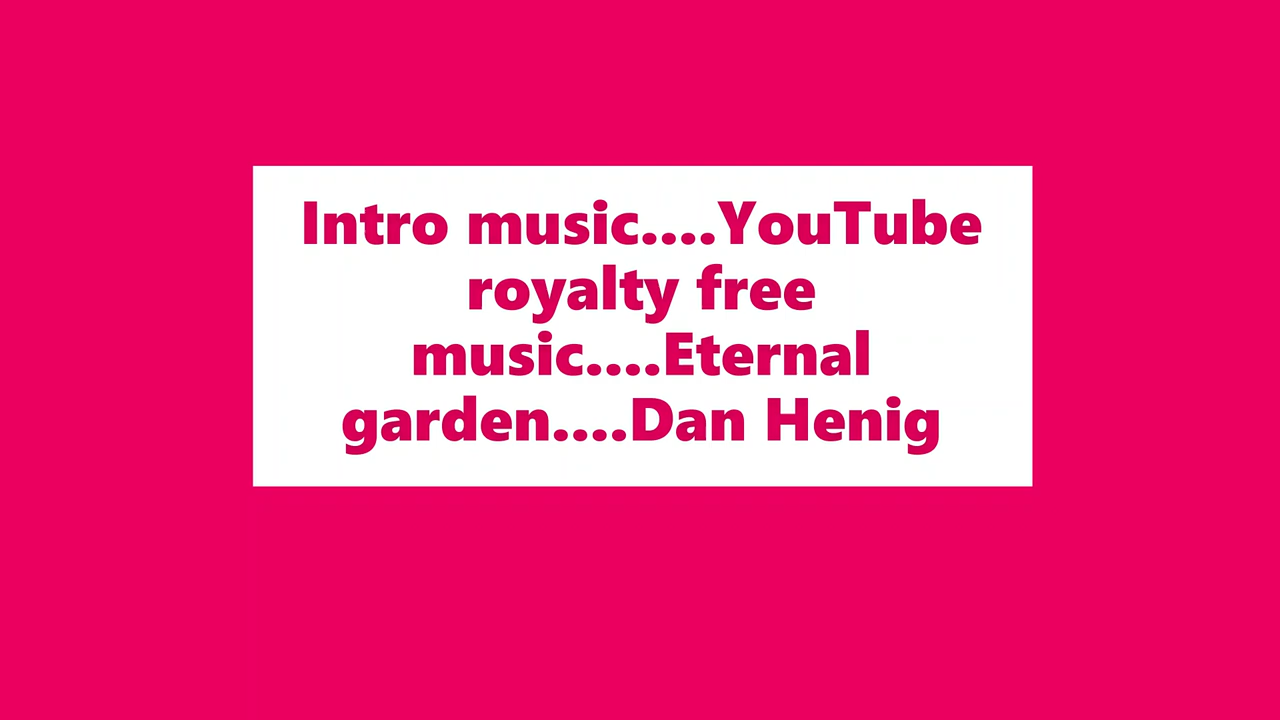 Intro music....YouTube
royalty free
music....Eternal
garden....Dan Henig